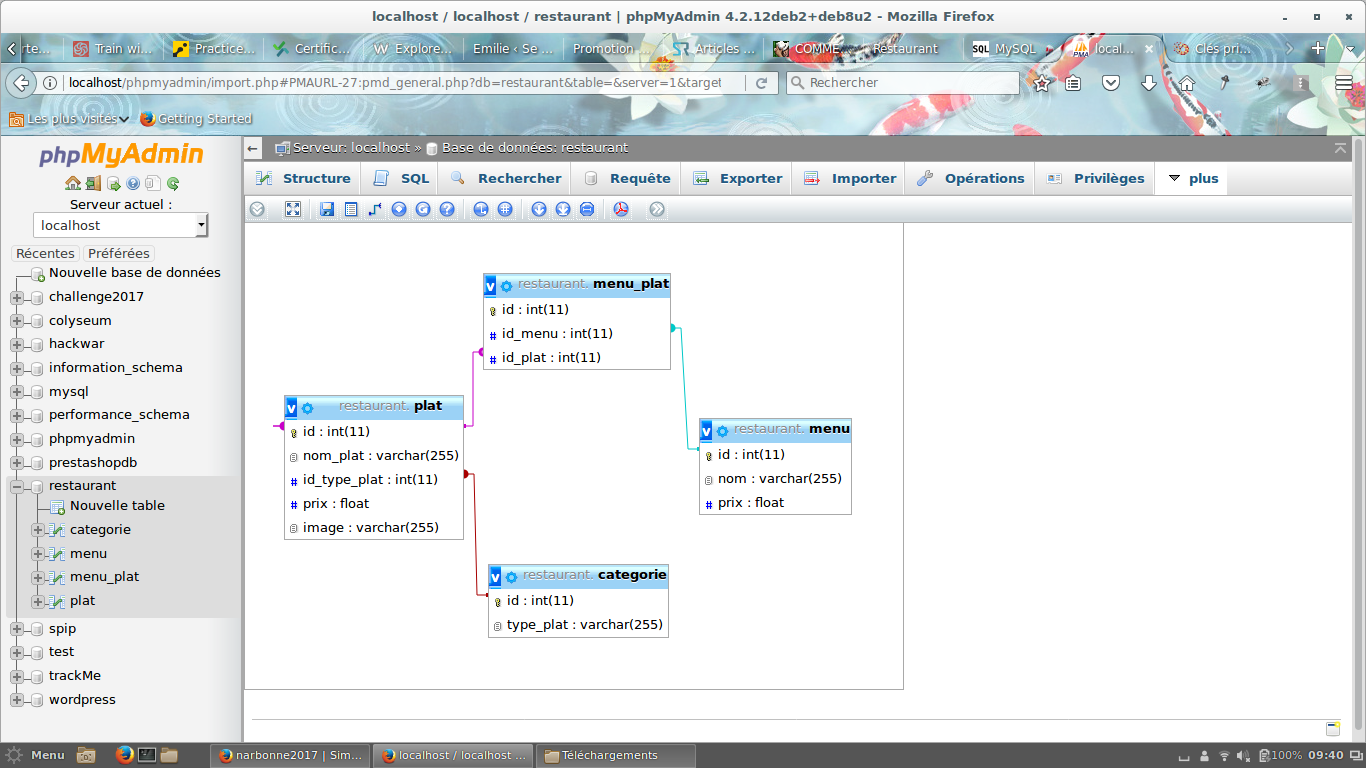 localhost / localhost / restaurant | phpMyAdmin 4.2.12deb2+deb8u2 - Mozilla Firefox
rte... Train wi... Practice... Certific... Explore... Emilie ‹ Se ... Promotion ... Articles ... COMME... Restaurant MySQL local... Clés pri...
localhost/phpmyadmin/import.php#PMAURL-27:pmd_general.php?db=restaurant&table=&server=1&target
Rechercher
Les plus visités Getting Started
phpMyAdmin
Serveur actuel :
localhost
Récentes Préférées
Nouvelle base de données
challenge2017
colyseum
hackwar
information_schema
mysql
performance_schema
phpmyadmin
prestashopdb
restaurant
Nouvelle table
categorie
menu
menu_plat
plat
spip
test
trackMe
wordpress
Serveur: localhost » Base de données: restaurant
Structure SQL Rechercher Requête Exporter Importer Opérations Privilèges plus
v restaurant. menu_plat
id : int(11)
# id_menu : int(11)
# id_plat : int(11)
v restaurant. plat
id : int(11)
nom_plat : varchar(255)
# id_type_plat : int(11)
# prix : float
image : varchar(255)
v restaurant. menu
id : int(11)
nom : varchar(255)
# prix : float
v restaurant. categorie
id : int(11)
type_plat : varchar(255)
Menu narbonne2017 | Sim... localhost / localhost ... Téléchargements 100% 09:40